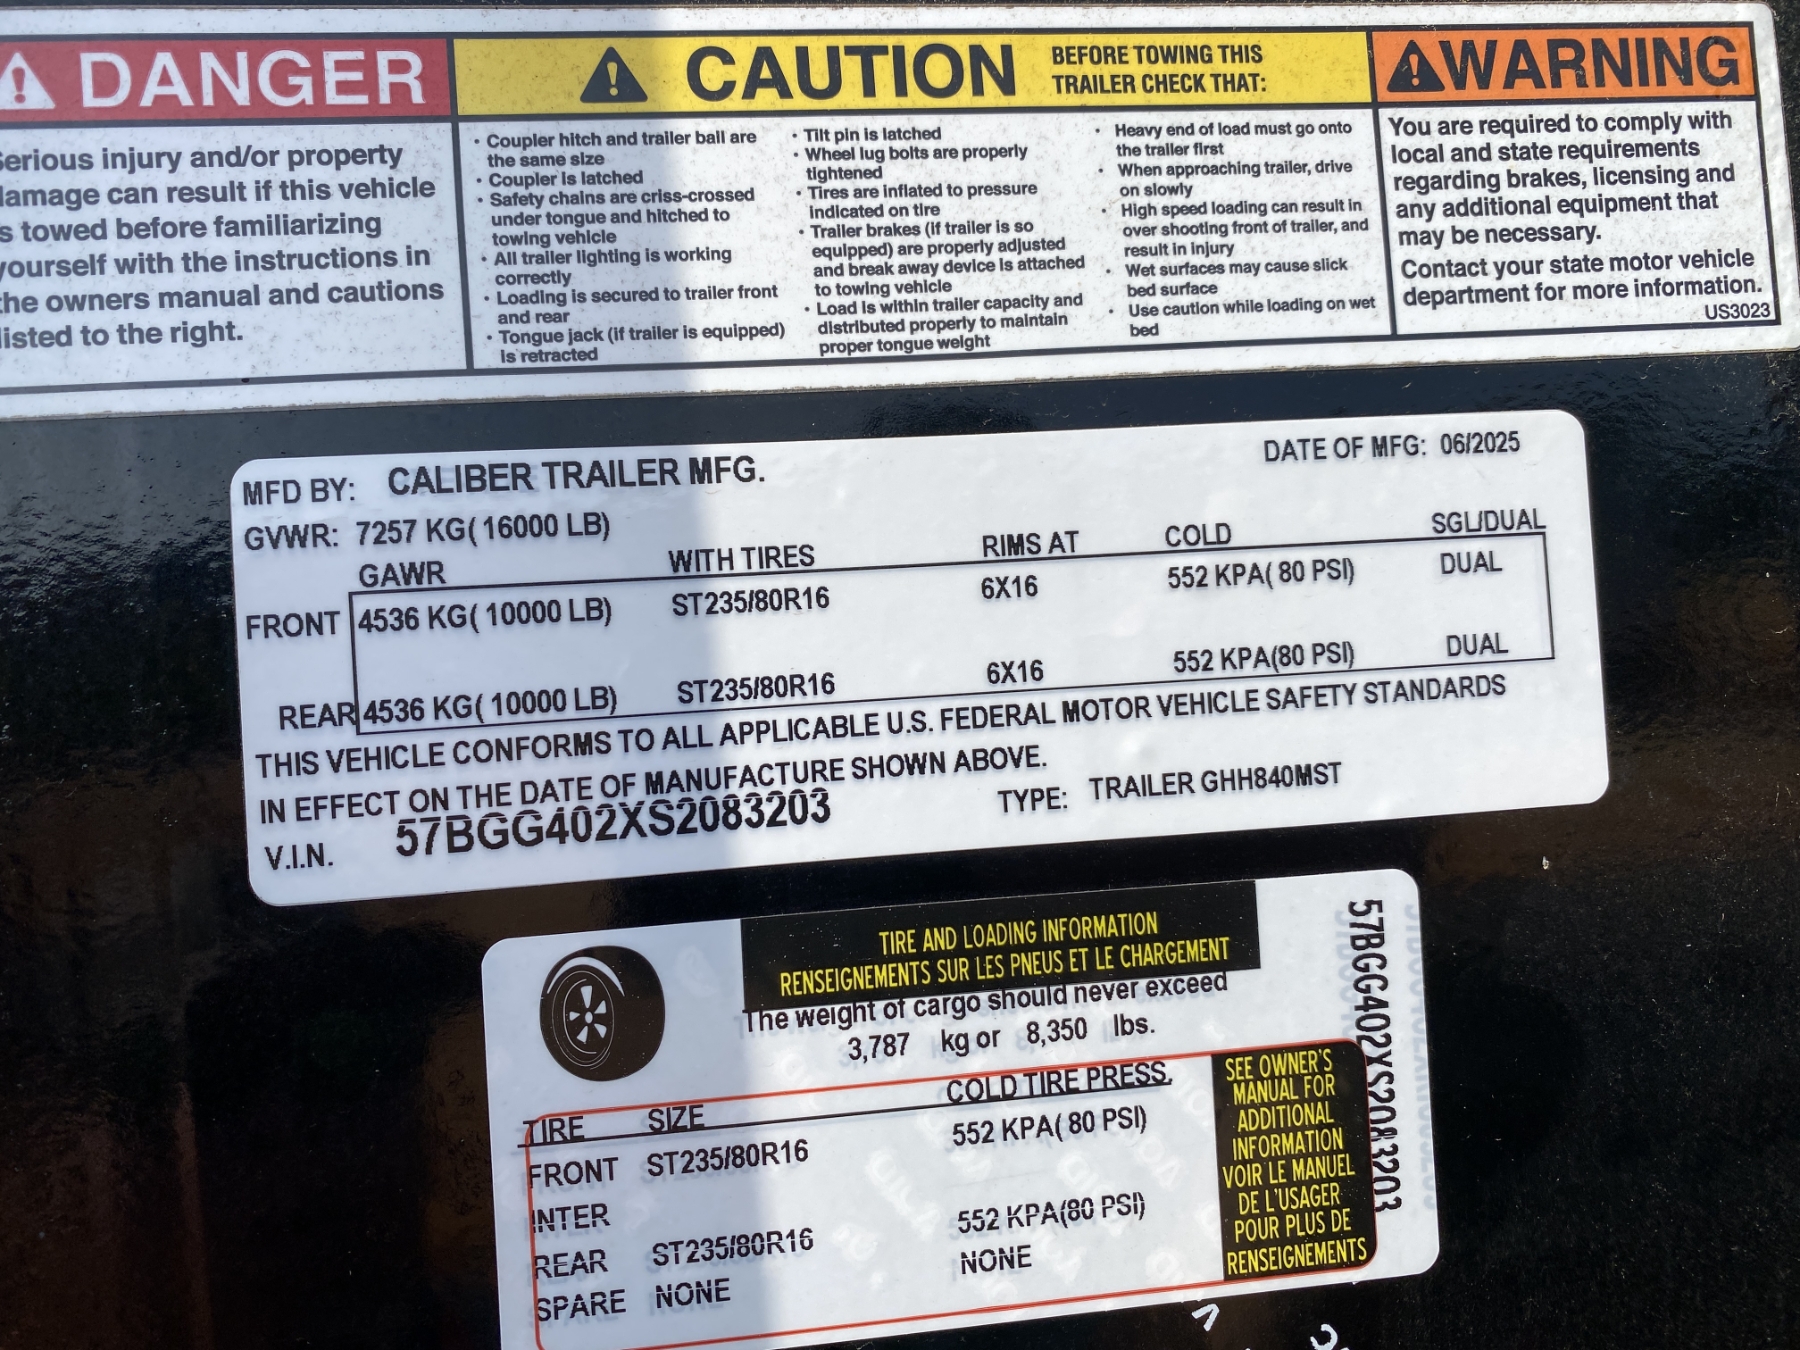 DANGER
Serious injury and/or property
damage can result if this vehicle
is towed before familiarizing
yourself with the instructions in
the owners manual and cautions
listed to the right.
CAUTION
BEFORE TOWING THIS
TRAILER CHECK THAT:
• Coupler hitch and trailer ball are
the same size
• Coupler is latched
• Safety chains are criss-crossed
under tongue and hitched to
towing vehicle
• All trailer lighting is working
correctly
• Loading is secured to trailer front
and rear
• Tongue jack (if trailer is equipped)
is retracted
• Tilt pin is latched
• Wheel lug bolts are properly
tightened
• Tires are inflated to pressure
indicated on tire
• Trailer brakes (if trailer is so
equipped) are properly adjusted
and break away device is attached
to towing vehicle
• Load is within trailer capacity and
distributed properly to maintain
proper tongue weight
• Heavy end of load must go onto
the trailer first
• When approaching trailer, drive
on slowly
• High speed loading can result in
over shooting front of trailer, and
result in injury
• Wet surfaces may cause slick
bed surface
• Use caution while loading on wet
bed
WARNING
You are required to comply with
local and state requirements
regarding brakes, licensing and
any additional equipment that
may be necessary.
Contact your state motor vehicle
department for more information.
US3023
MFD BY: CALIBER TRAILER MFG. DATE OF MFG: 06/2025
GVWR: 7257 KG( 16000 LB)
GAWR WITH TIRES RIMS AT COLD SGL/DUAL
FRONT 4536 KG( 10000 LB) ST235/80R16 6X16 552 KPA( 80 PSI) DUAL
REAR 4536 KG( 10000 LB) ST235/80R16 6X16 552 KPA(80 PSI) DUAL
THIS VEHICLE CONFORMS TO ALL APPLICABLE U.S. FEDERAL MOTOR VEHICLE SAFETY STANDARDS
IN EFFECT ON THE DATE OF MANUFACTURE SHOWN ABOVE.
V.I.N. 57BGG402XS2083203 TYPE: TRAILER GHH840MST
TIRE AND LOADING INFORMATION
RENSEIGNEMENTS SUR LES PNEUS ET LE CHARGEMENT
The weight of cargo should never exceed
3,787 kg or 8,350 lbs.
TIRE SIZE COLD TIRE PRESS.
FRONT ST235/80R16 552 KPA( 80 PSI)
INTER
REAR ST235/80R16 552 KPA(80 PSI)
SPARE NONE NONE
SEE OWNER'S
MANUAL FOR
ADDITIONAL
INFORMATION
VOIR LE MANUEL
DE L'USAGER
POUR PLUS DE
RENSEIGNEMENTS
57BGG402XS2083203